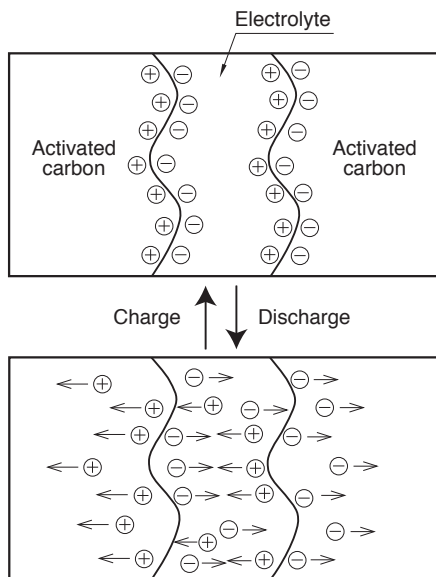 Electrolyte
Activated
carbon
Activated
carbon
Charge
Discharge